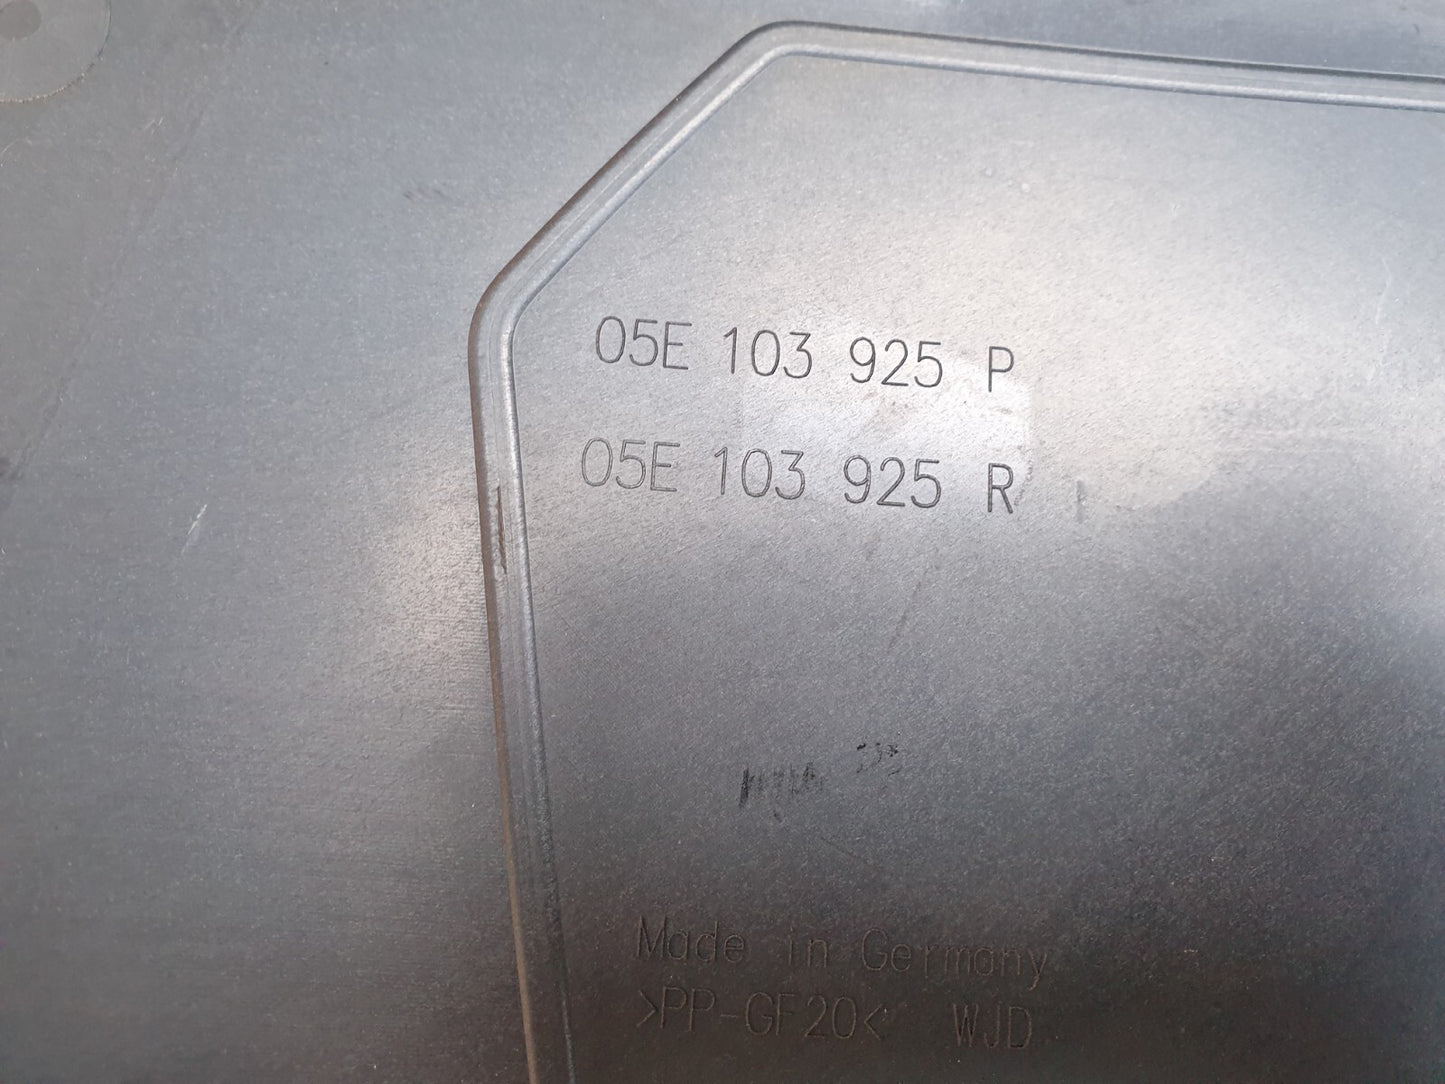 05E 103 925 P
05E 103 925 R
Made in Germany
>PP-GF20< WJD